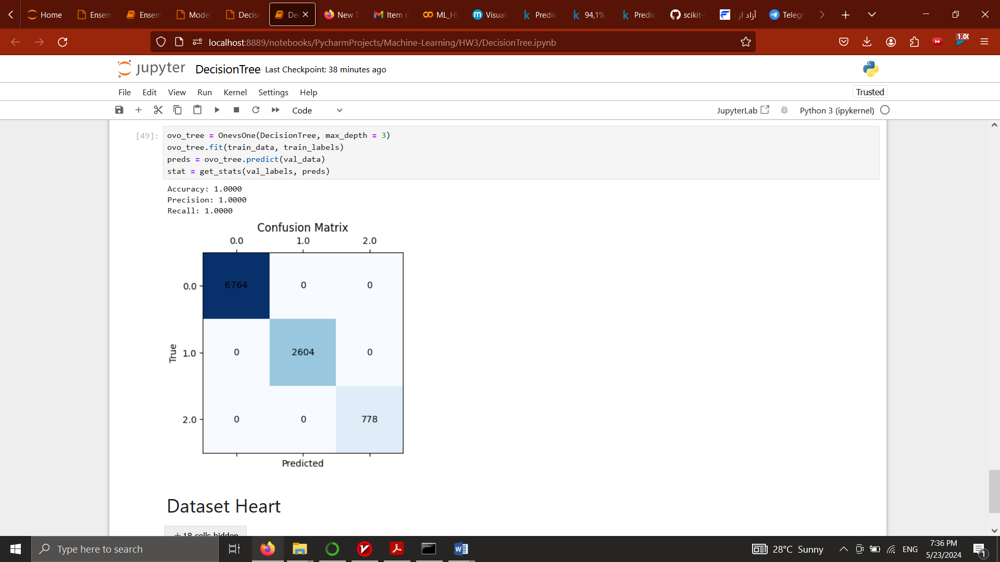 Home
Ensem
Ensem
Model
Decisi
De
New T
Item s
ML_H
Visuali
Predic
94,1%
Predic
scikit-
آزاد از
Telegr
localhost:8889/notebooks/PycharmProjects/Machine-Learning/HW3/DecisionTree.ipynb
1.00
jupyter DecisionTree Last Checkpoint: 38 minutes ago
File Edit View Run Kernel Settings Help
Trusted
Code
JupyterLab
Python 3 (ipykernel)
[49]:
ovo_tree = OnevsOne(DecisionTree, max_depth = 3)
ovo_tree.fit(train_data, train_labels)
preds = ovo_tree.predict(val_data)
stat = get_stats(val_labels, preds)
Accuracy: 1.0000
Precision: 1.0000
Recall: 1.0000
Confusion Matrix
0.0 1.0 2.0
0.0 6764 0 0
True
1.0 0 2604 0
2.0 0 0 778
Predicted
Dataset Heart
+ 18 cells hidden
Type here to search
28°C Sunny
ENG
7:36 PM
5/23/2024
1